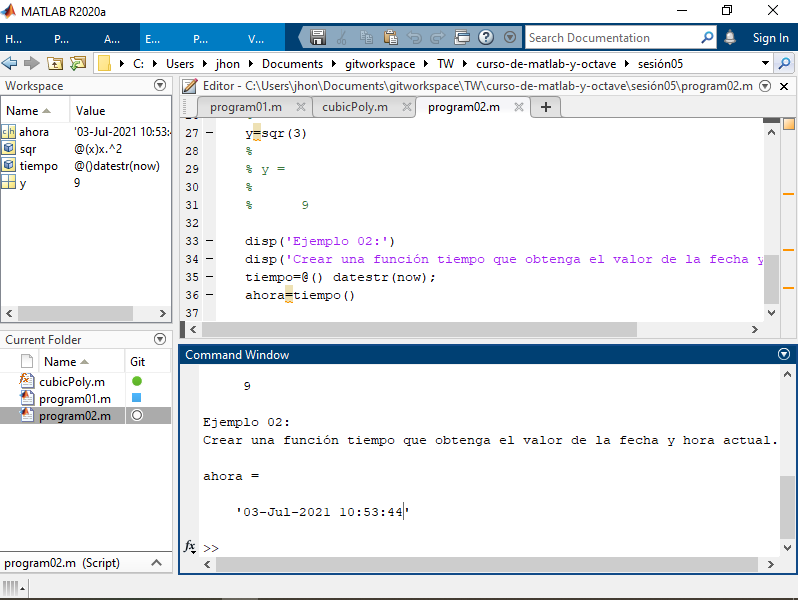 MATLAB R2020a
H... P... A... E... P... V... Search Documentation Sign In
C: Users jhon Documents gitworkspace TW curso-de-matlab-y-octave sesión05
Workspace
Name Value
ahora '03-Jul-2021 10:53:
sqr @(x)x.^2
tiempo @()datestr(now)
y 9
Current Folder
Name Git
cubicPoly.m
program01.m
program02.m
program02.m (Script)
Editor - C:\Users\jhon\Documents\gitworkspace\TW\curso-de-matlab-y-octave\sesión05\program02.m
program01.m cubicPoly.m program02.m
27 - y=sqr(3)
28 %
29 % y =
30 %
31 % 9
32
33 - disp('Ejemplo 02:')
34 - disp('Crear una función tiempo que obtenga el valor de la fecha y
35 - tiempo=@() datestr(now);
36 - ahora=tiempo()
37
Command Window
9
Ejemplo 02:
Crear una función tiempo que obtenga el valor de la fecha y hora actual.
ahora =
'03-Jul-2021 10:53:44'
fx >>